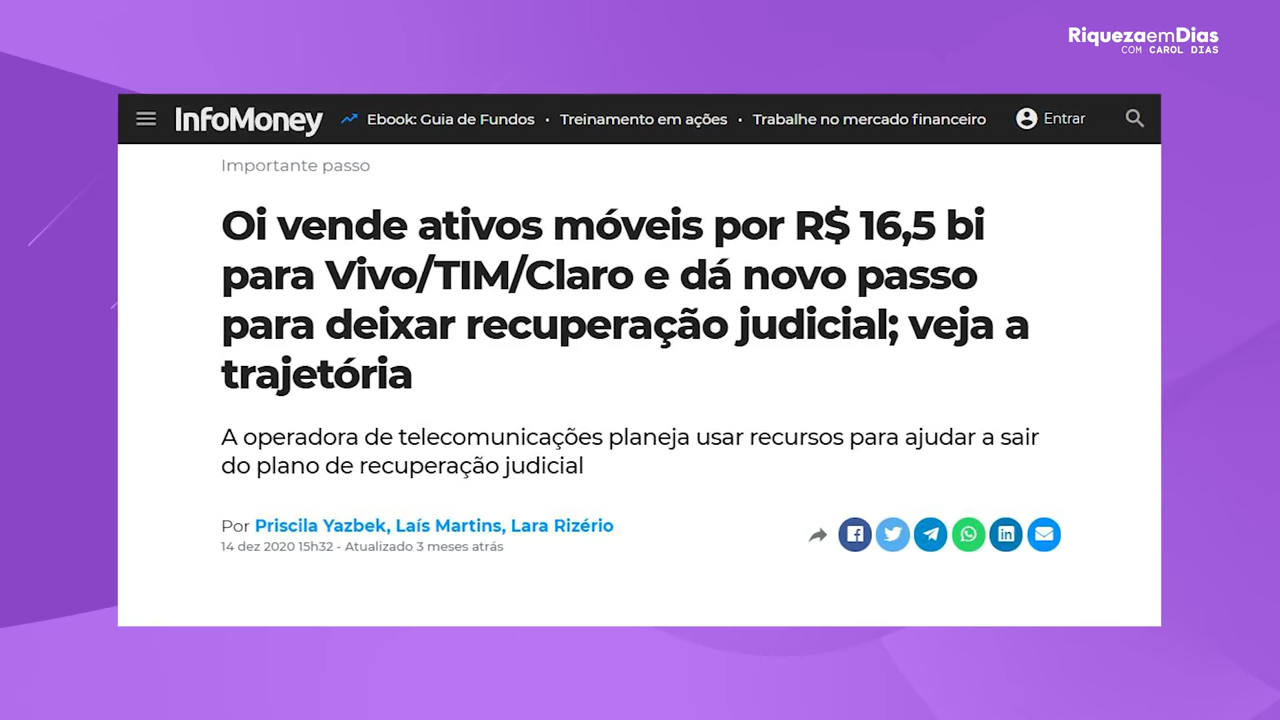 RiquezaemDias
COM CAROL DIAS
InfoMoney
Ebook: Guia de Fundos • Treinamento em ações • Trabalhe no mercado financeiro
Entrar
Importante passo
Oi vende ativos móveis por R$ 16,5 bi
para Vivo/TIM/Claro e dá novo passo
para deixar recuperação judicial; veja a
trajetória
A operadora de telecomunicações planeja usar recursos para ajudar a sair
do plano de recuperação judicial
Por Priscila Yazbek, Laís Martins, Lara Rizério
14 dez 2020 15h32 - Atualizado 3 meses atrás